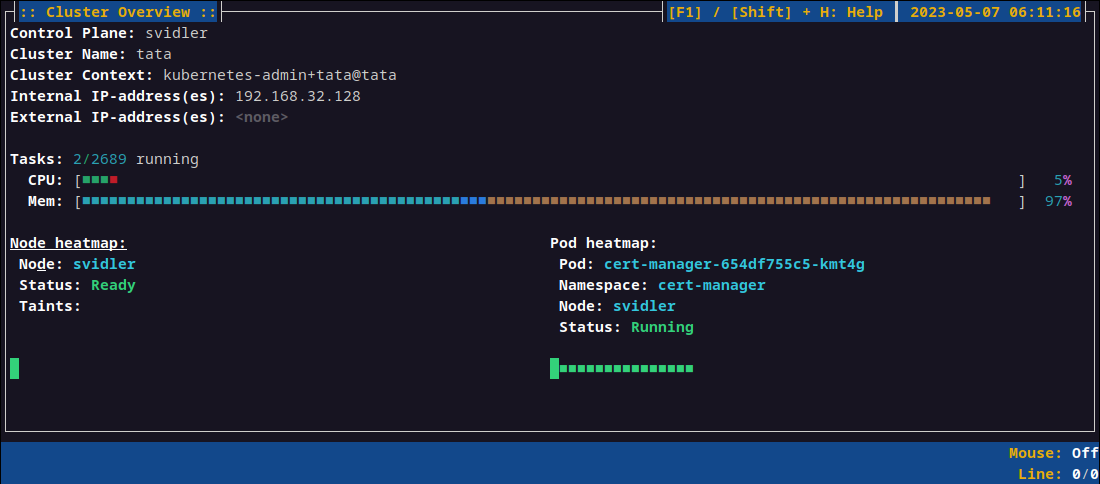 :: Cluster Overview :: [F1] / [Shift] + H: Help 2023-05-07 06:11:16
Control Plane: svidler
Cluster Name: tata
Cluster Context: kubernetes-admin+tata@tata
Internal IP-address(es): 192.168.32.128
External IP-address(es): <none>
Tasks: 2/2689 running
CPU: [ ] 5%
Mem: [ ] 97%
Node heatmap: Pod heatmap:
Node: svidler Pod: cert-manager-654df755c5-kmt4g
Status: Ready Namespace: cert-manager
Taints: Node: svidler
Status: Running
Mouse: Off
Line: 0/0